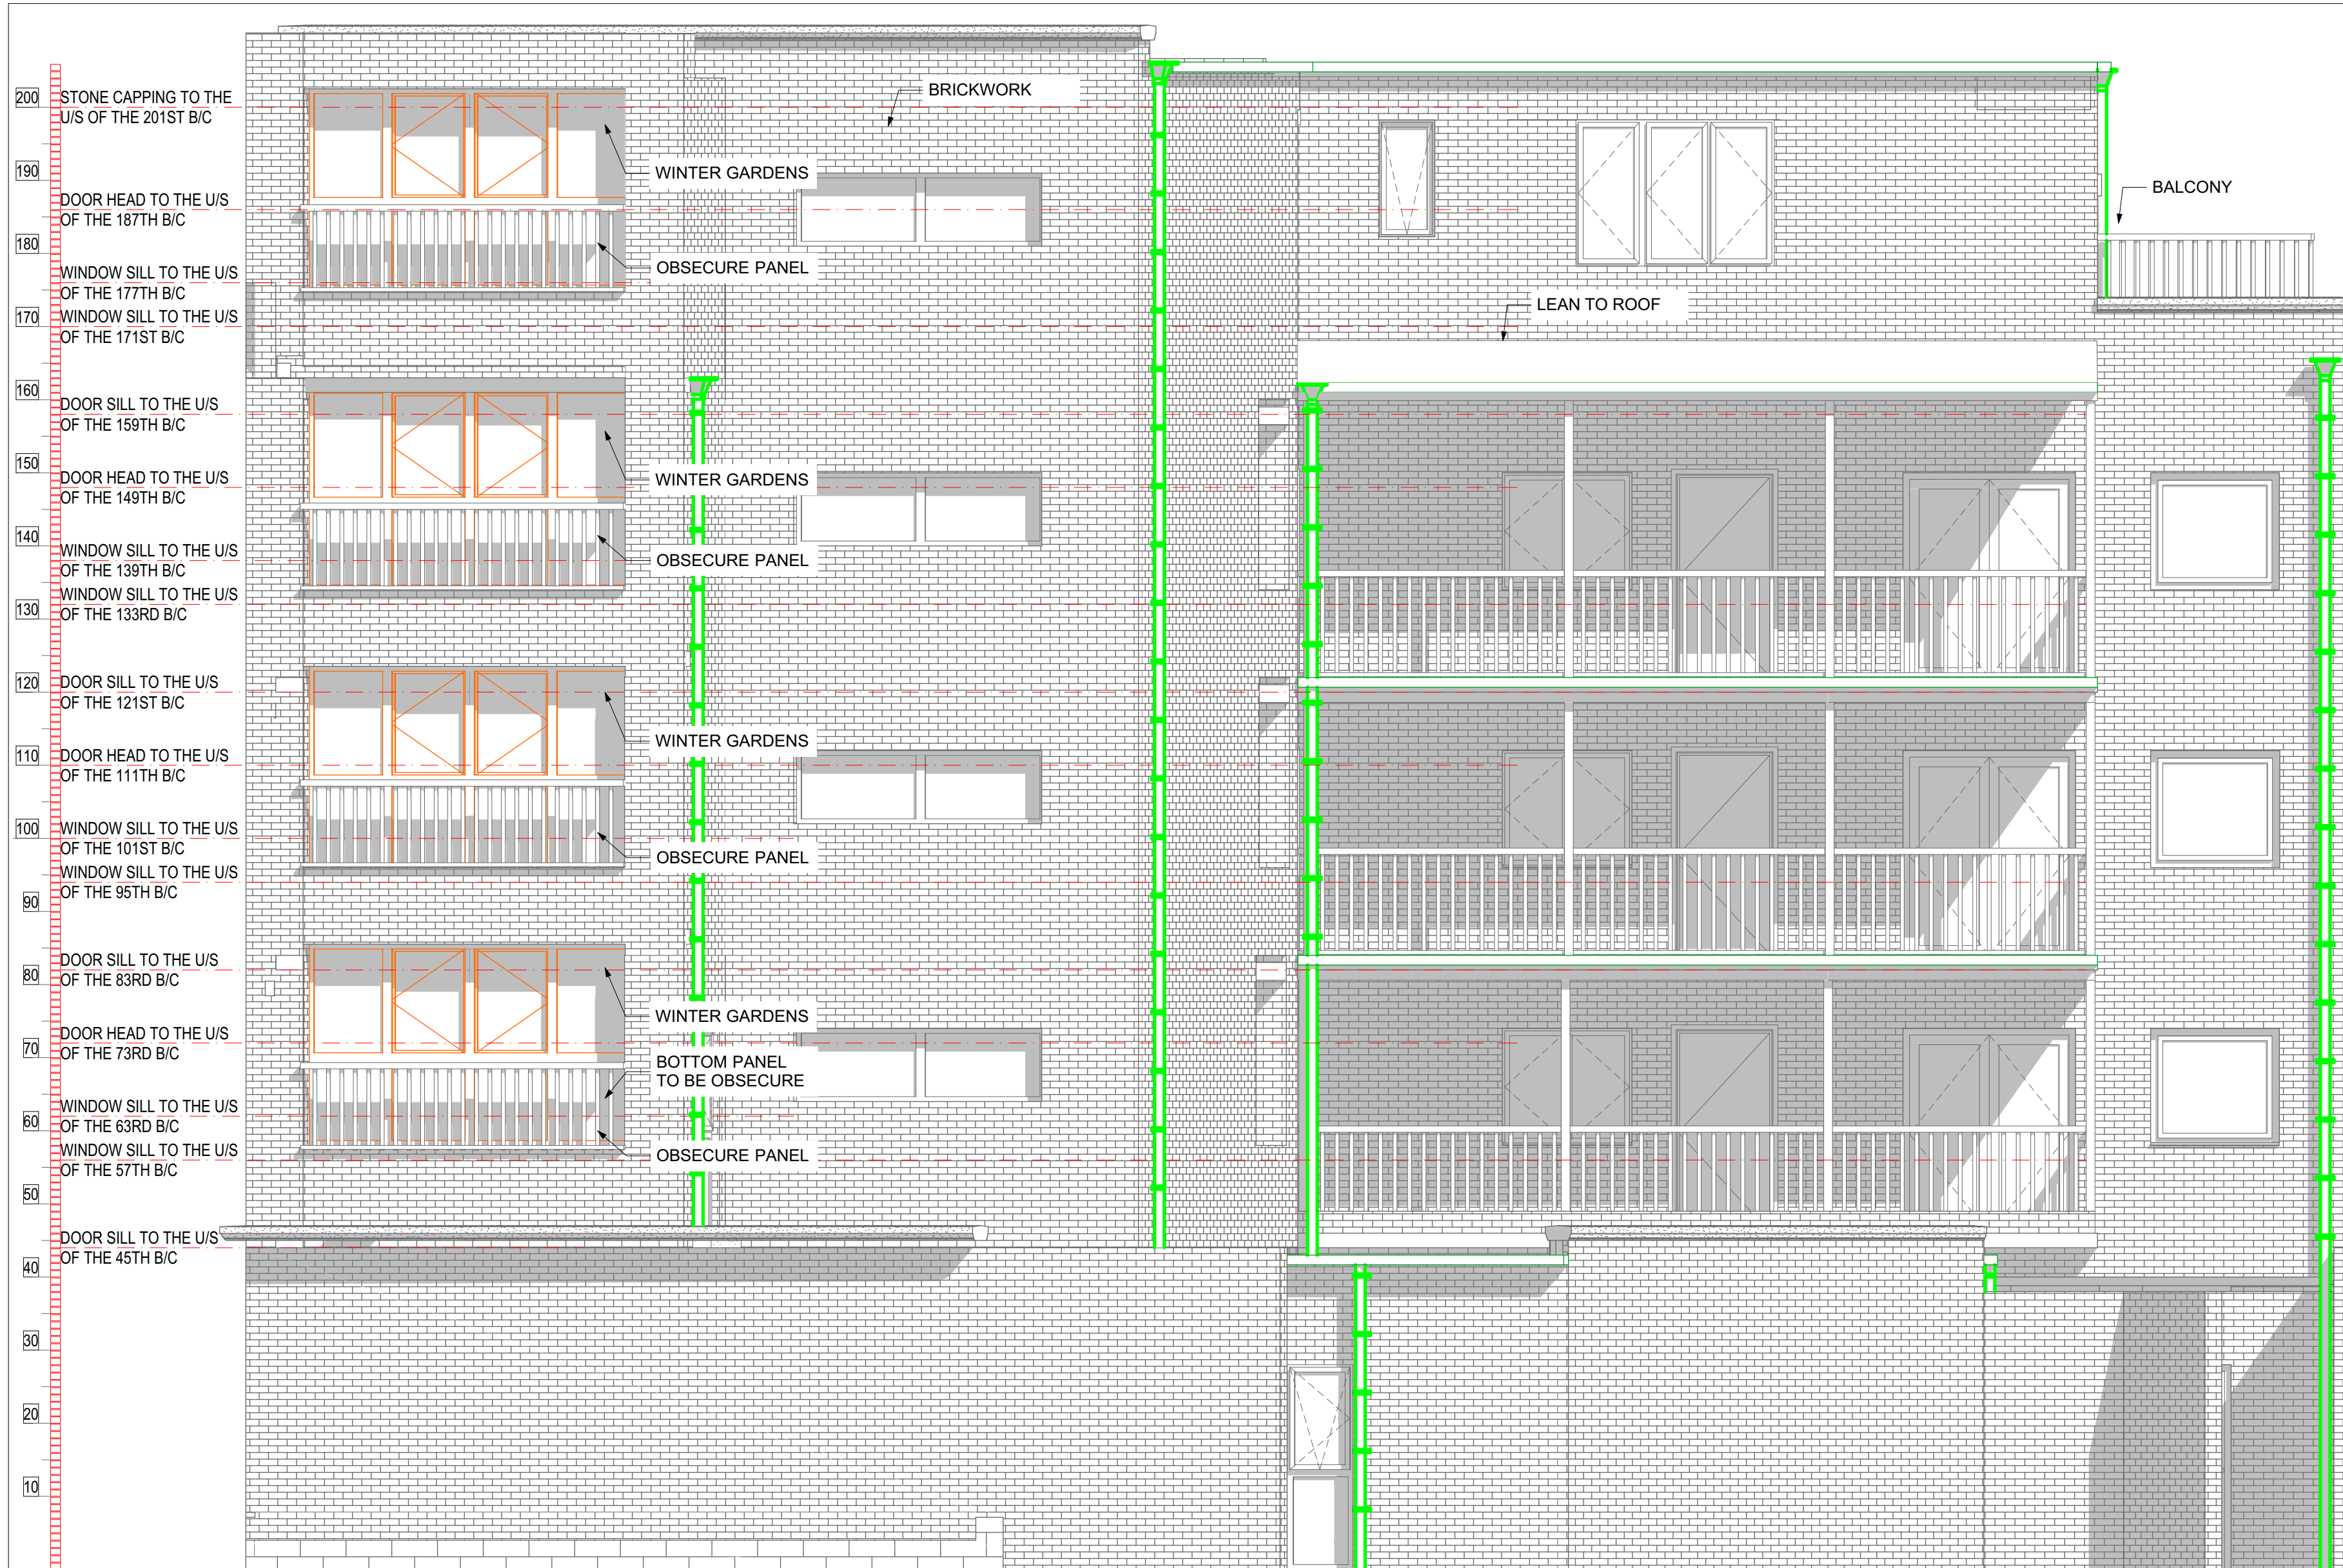 200
STONE CAPPING TO THE
U/S OF THE 201ST B/C
BRICKWORK
190
WINTER GARDENS
BALCONY
DOOR HEAD TO THE U/S
OF THE 187TH B/C
180
OBSECURE PANEL
WINDOW SILL TO THE U/S
OF THE 177TH B/C
170
WINDOW SILL TO THE U/S
OF THE 171ST B/C
LEAN TO ROOF
160
DOOR SILL TO THE U/S
OF THE 159TH B/C
150
DOOR HEAD TO THE U/S
OF THE 149TH B/C
WINTER GARDENS
140
WINDOW SILL TO THE U/S
OF THE 139TH B/C
OBSECURE PANEL
WINDOW SILL TO THE U/S
OF THE 133RD B/C
130
120
DOOR SILL TO THE U/S
OF THE 121ST B/C
WINTER GARDENS
110
DOOR HEAD TO THE U/S
OF THE 111TH B/C
100
WINDOW SILL TO THE U/S
OF THE 101ST B/C
OBSECURE PANEL
WINDOW SILL TO THE U/S
OF THE 95TH B/C
90
DOOR SILL TO THE U/S
OF THE 83RD B/C
80
WINTER GARDENS
DOOR HEAD TO THE U/S
OF THE 73RD B/C
70
BOTTOM PANEL
TO BE OBSECURE
WINDOW SILL TO THE U/S
OF THE 63RD B/C
60
WINDOW SILL TO THE U/S
OF THE 57TH B/C
OBSECURE PANEL
50
DOOR SILL TO THE U/S
OF THE 45TH B/C
40
30
20
10